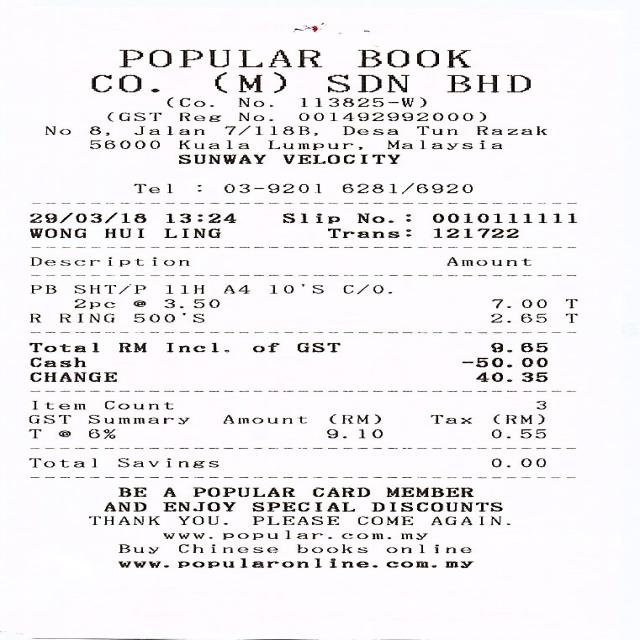 POPULAR BOOK
CO. (M) SDN BHD
(Co. No. 113825-W)
(GST Reg No. 001492992000)
No 8, Jalan 7/118B, Desa Tun Razak
56000 Kuala Lumpur, Malaysia
SUNWAY VELOCITY
Tel : 03-9201 6281/6920
29/03/18 13:24 Slip No.: 0010111111
WONG HUI LING Trans: 121722
Description Amount
PB SHT/P 11H A4 10'S C/O.
2pc @ 3.50 7.00 T
R RING 500'S 2.65 T
Total RM Incl. of GST 9.65
Cash -50.00
CHANGE 40.35
Item Count 3
GST Summary Amount (RM) Tax (RM)
T @ 6% 9.10 0.55
Total Savings 0.00
BE A POPULAR CARD MEMBER
AND ENJOY SPECIAL DISCOUNTS
THANK YOU. PLEASE COME AGAIN.
www.popular.com.my
Buy Chinese books online
www.popularonline.com.my